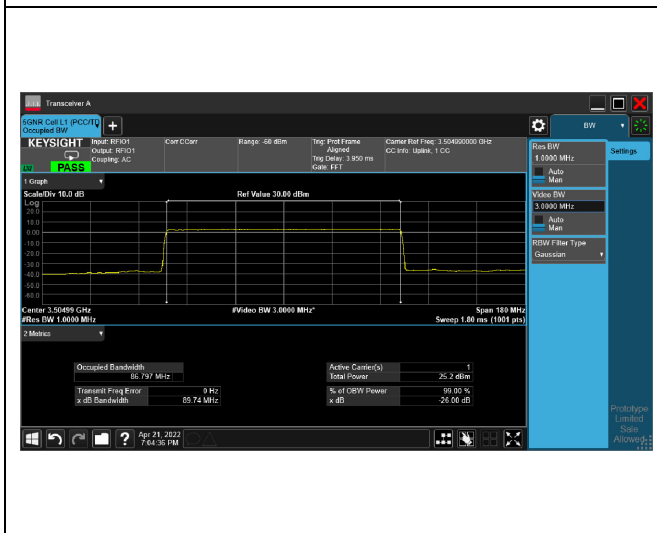 Transceiver A
5GNR Cell L1 (PCC/TD
Occupied BW
BW
KEYSIGHT
Input: RFIO1
Output: RFIO1
Coupling: AC
Corr CCorr
Range: -60 dBm
Trig: Prot Frame
Aligned
Trig Delay: 3.950 ms
Gate: FFT
Carrier Ref Freq: 3.504990000 GHz
CC Info: Uplink, 1 CC
PASS
1 Graph
Scale/Div 10.0 dB
Ref Value 30.00 dBm
Log
20.0
10.0
0.00
-10.0
-20.0
-30.0
-40.0
-50.0
-60.0
Center 3.50499 GHz
#Video BW 3.0000 MHz*
Span 180 MHz
#Res BW 1.0000 MHz
Sweep 1.80 ms (1001 pts)
2 Metrics
Occupied Bandwidth
86.797 MHz
Active Carrier(s) 1
Total Power 25.2 dBm
Transmit Freq Error 0 Hz
x dB Bandwidth 89.74 MHz
% of OBW Power 99.00 %
x dB -26.00 dB
Res BW
1.0000 MHz
Auto
Man
Video BW
3.0000 MHz
Auto
Man
RBW Filter Type
Gaussian
Settings
Prototype
Limited
Sale
Allowed
?
Apr 21, 2022
7:04:36 PM